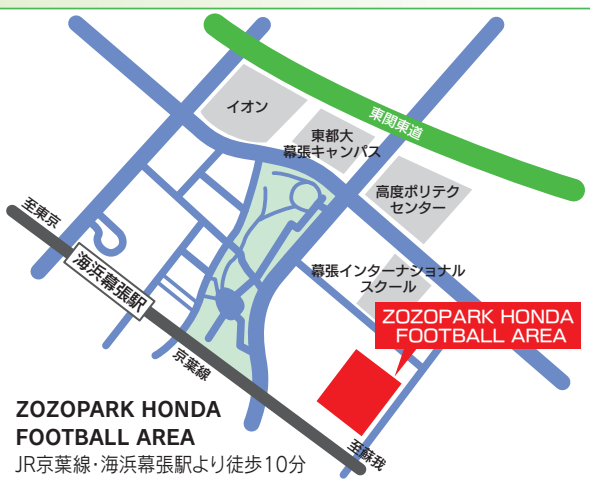 イオン
東関東道
東都大
幕張キャンパス
高度ポリテク
センター
至東京
海浜幕張駅
幕張インターナショナル
スクール
ZOZOPARK HONDA
FOOTBALL AREA
京葉線
至蘇我
ZOZOPARK HONDA
FOOTBALL AREA
JR京葉線・海浜幕張駅より徒歩10分